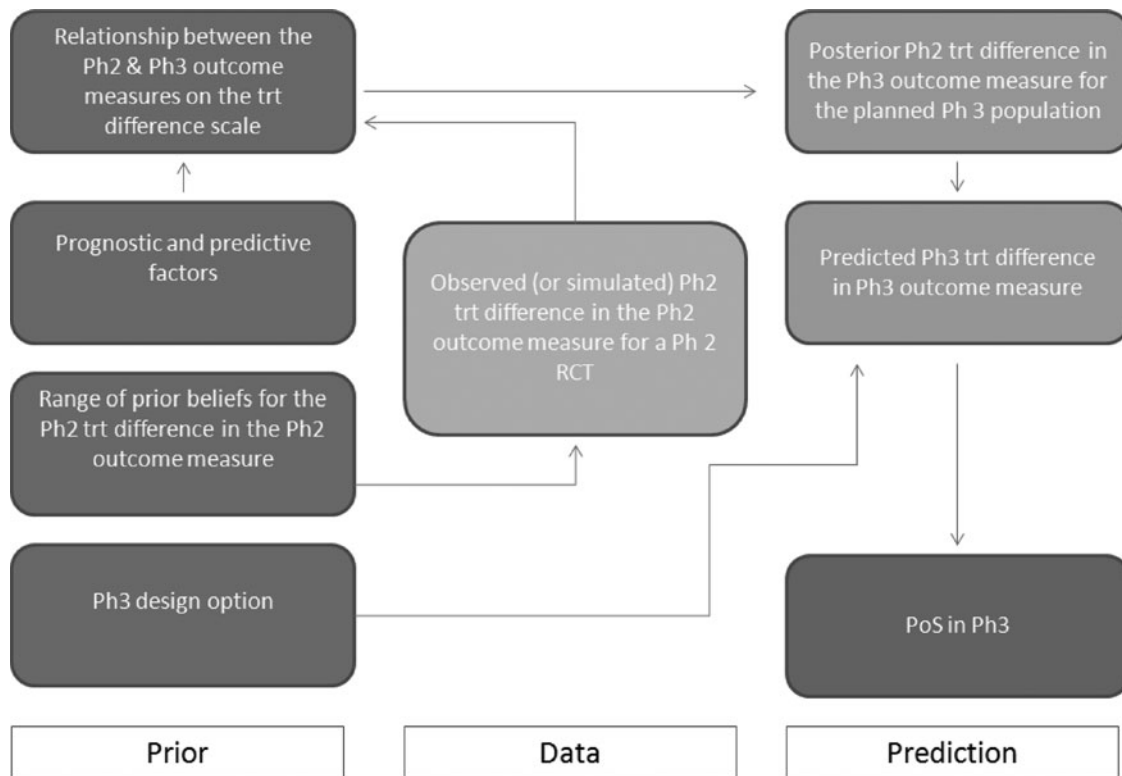 Relationship between the
Ph2 & Ph3 outcome
measures on the trt
difference scale
Prognostic and predictive
factors
Range of prior beliefs for the
Ph2 trt difference in the Ph2
outcome measure
Ph3 design option
Prior
Observed (or simulated) Ph2
trt difference in the Ph2
outcome measure for a Ph 2
RCT
Data
Posterior Ph2 trt difference in
the Ph3 outcome measure for
the planned Ph 3 population
Predicted Ph3 trt difference
in Ph3 outcome measure
PoS in Ph3
Prediction